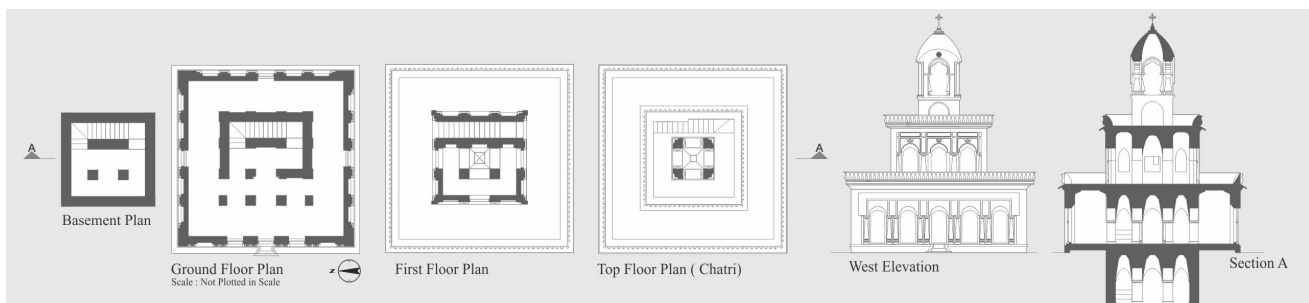 A
Basement Plan
Ground Floor Plan
Scale : Not Plotted in Scale
z
First Floor Plan
Top Floor Plan ( Chatri)
A
West Elevation
Section A